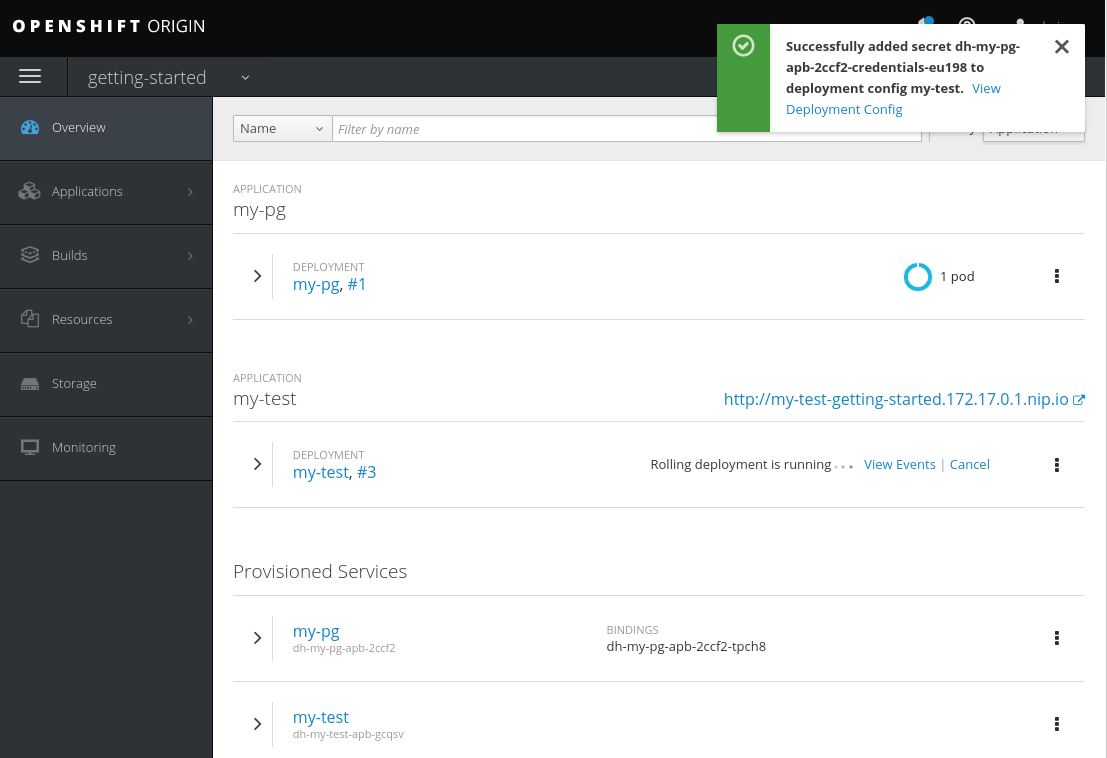 OPENSHIFT ORIGIN
getting-started
Successfully added secret dh-my-pg-
apb-2ccf2-credentials-eu198 to
deployment config my-test. View
Deployment Config
Overview
Applications
Builds
Resources
Storage
Monitoring
Name
Filter by name
APPLICATION
my-pg
DEPLOYMENT
my-pg, #1
1 pod
APPLICATION
my-test
http://my-test-getting-started.172.17.0.1.nip.io
DEPLOYMENT
my-test, #3
Rolling deployment is running View Events | Cancel
Provisioned Services
my-pg
dh-my-pg-apb-2ccf2
BINDINGS
dh-my-pg-apb-2ccf2-tpch8
my-test
dh-my-test-apb-gcqsv